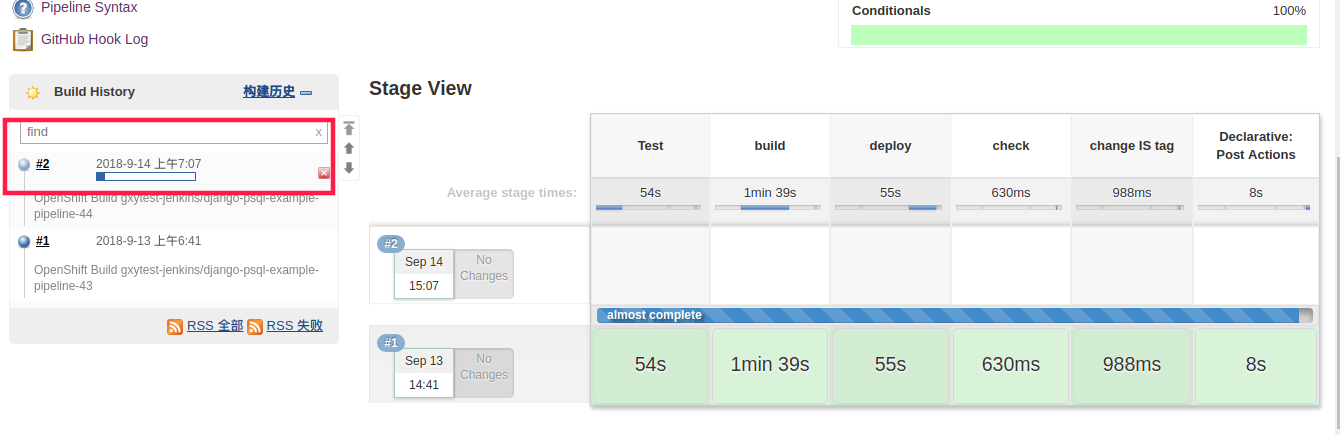 Pipeline Syntax
GitHub Hook Log
Conditionals 100%
Build History 构建历史
find x
#2 2018-9-14 上午7:07
OpenShift Build gxytest-jenkins/django-psql-example-
pipeline-44
#1 2018-9-13 上午6:41
OpenShift Build gxytest-jenkins/django-psql-example-
pipeline-43
RSS 全部 RSS 失败
Stage View
Test build deploy check change IS tag Declarative:
Post Actions
Average stage times: 54s 1min 39s 55s 630ms 988ms 8s
#2
Sep 14
15:07
No
Changes
almost complete
#1
Sep 13
14:41
No
Changes
54s 1min 39s 55s 630ms 988ms 8s